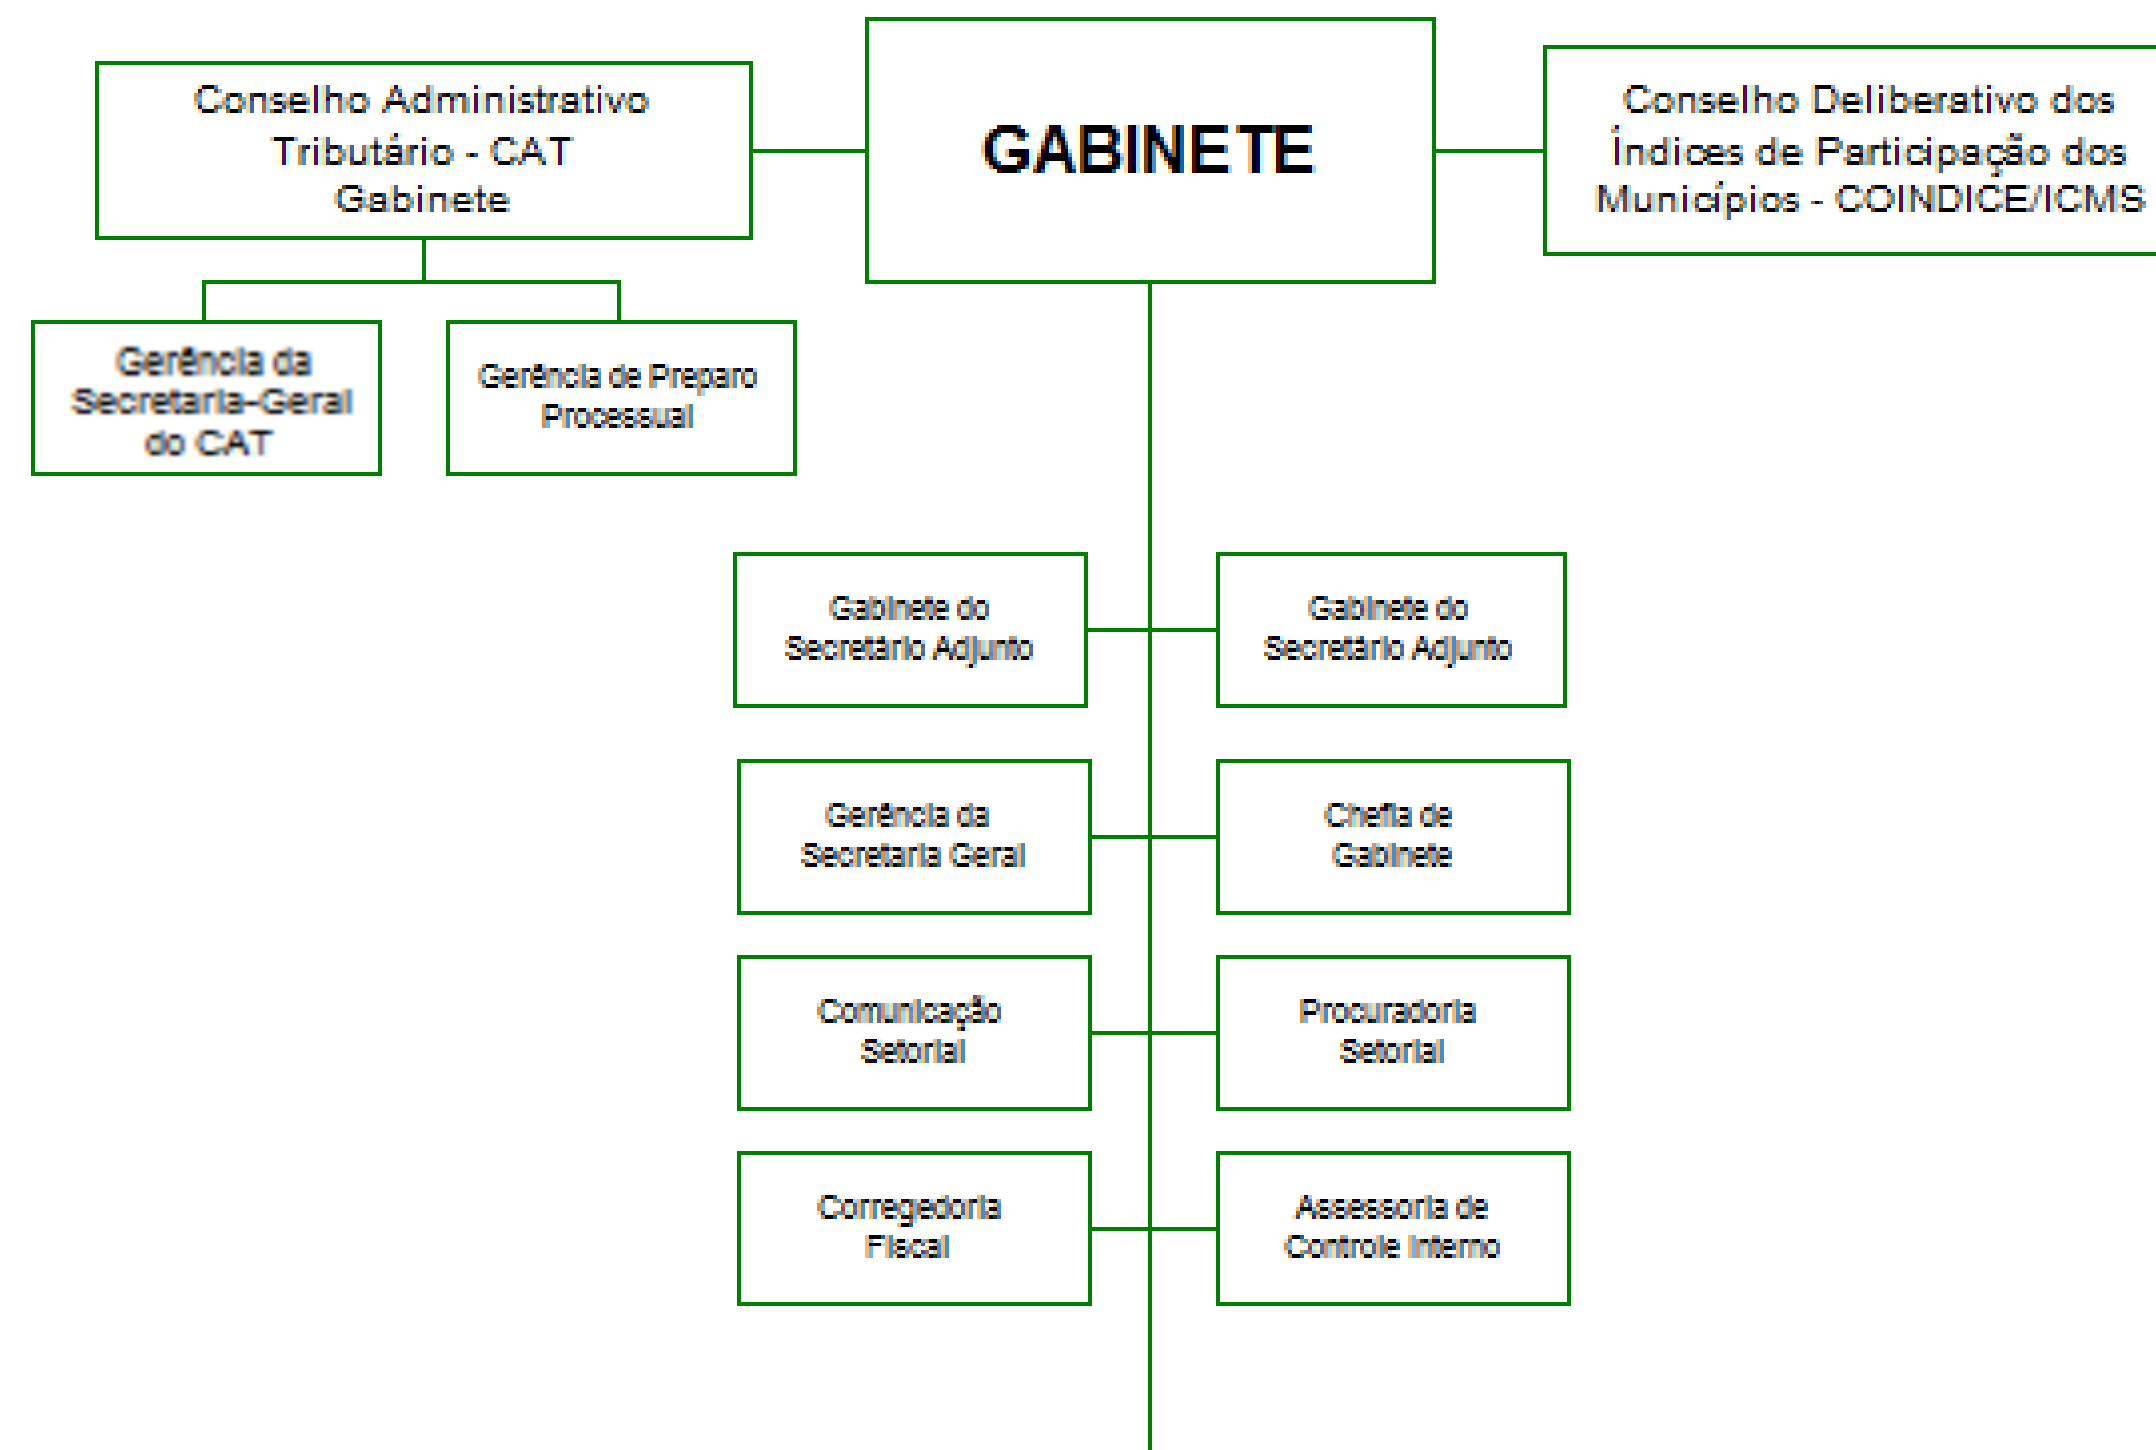 Conselho Administrativo
Tributário - CAT
Gabinete
GABINETE
Conselho Deliberativo dos
Índices de Participação dos
Municípios - COINDICE/ICMS
Gerência da
Secretaria-Geral
do CAT
Gerência de Preparo
Processual
Gabinete do
Secretário Adjunto
Gabinete do
Secretário Adjunto
Gerência da
Secretaria Geral
Chefia de
Gabinete
Comunicação
Setorial
Procuradoria
Setorial
Corregedoria
Fiscal
Assessoria de
Controle Interno